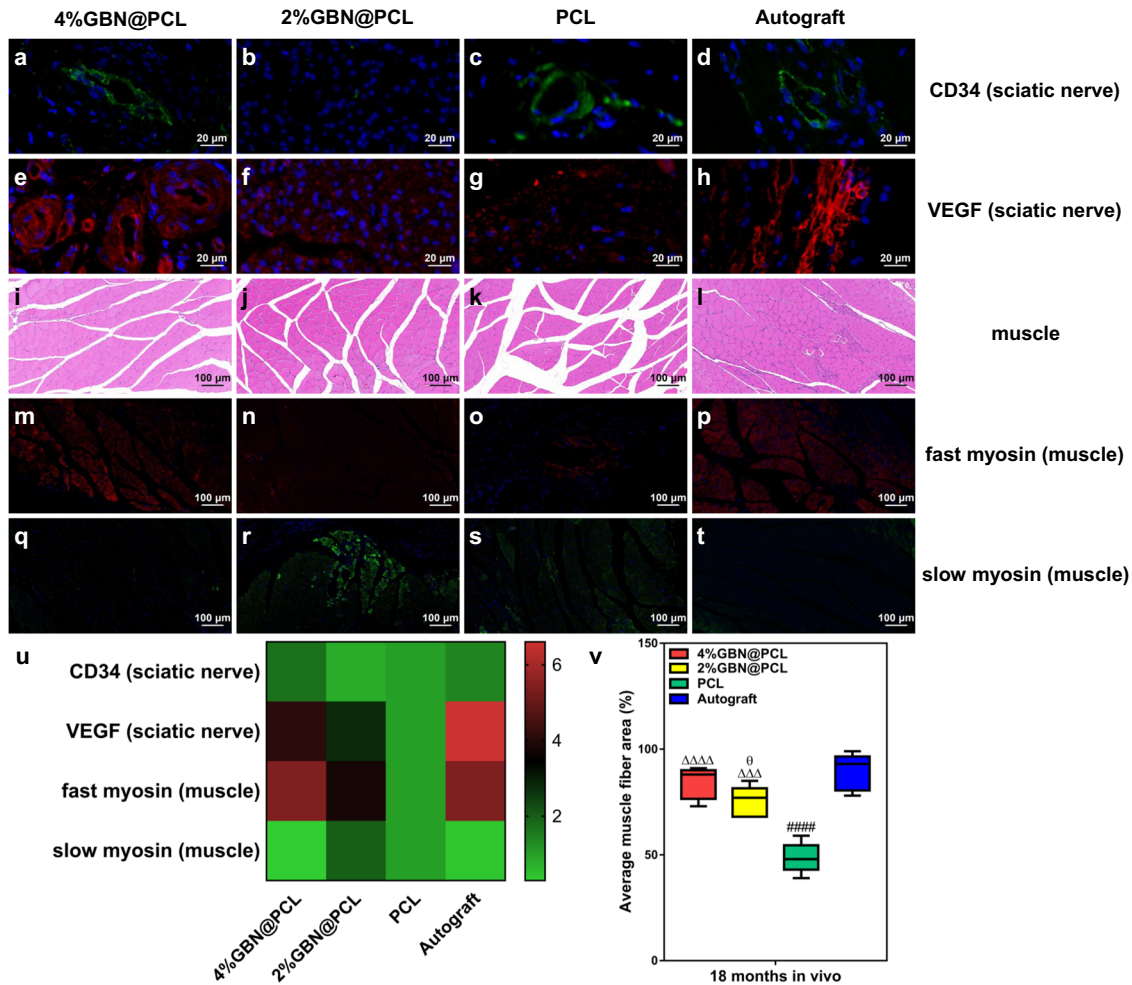 4%GBN@PCL 2%GBN@PCL PCL Autograft
a b c d CD34 (sciatic nerve)
20 μm 20 μm 20 μm 20 μm
e f g h VEGF (sciatic nerve)
20 μm 20 μm 20 μm 20 μm
i j k l muscle
100 μm 100 μm 100 μm 100 μm
m n o p fast myosin (muscle)
100 μm 100 μm 100 μm 100 μm
q r s t slow myosin (muscle)
100 μm 100 μm 100 μm 100 μm
u
CD34 (sciatic nerve)
VEGF (sciatic nerve)
fast myosin (muscle)
slow myosin (muscle)
4%GBN@PCL
2%GBN@PCL
PCL
Autograft
6
4
2
v
Average muscle fiber area (%)
150
100
50
0
4%GBN@PCL
2%GBN@PCL
PCL
Autograft
ΔΔΔΔ
θ
ΔΔΔ
####
18 months in vivo